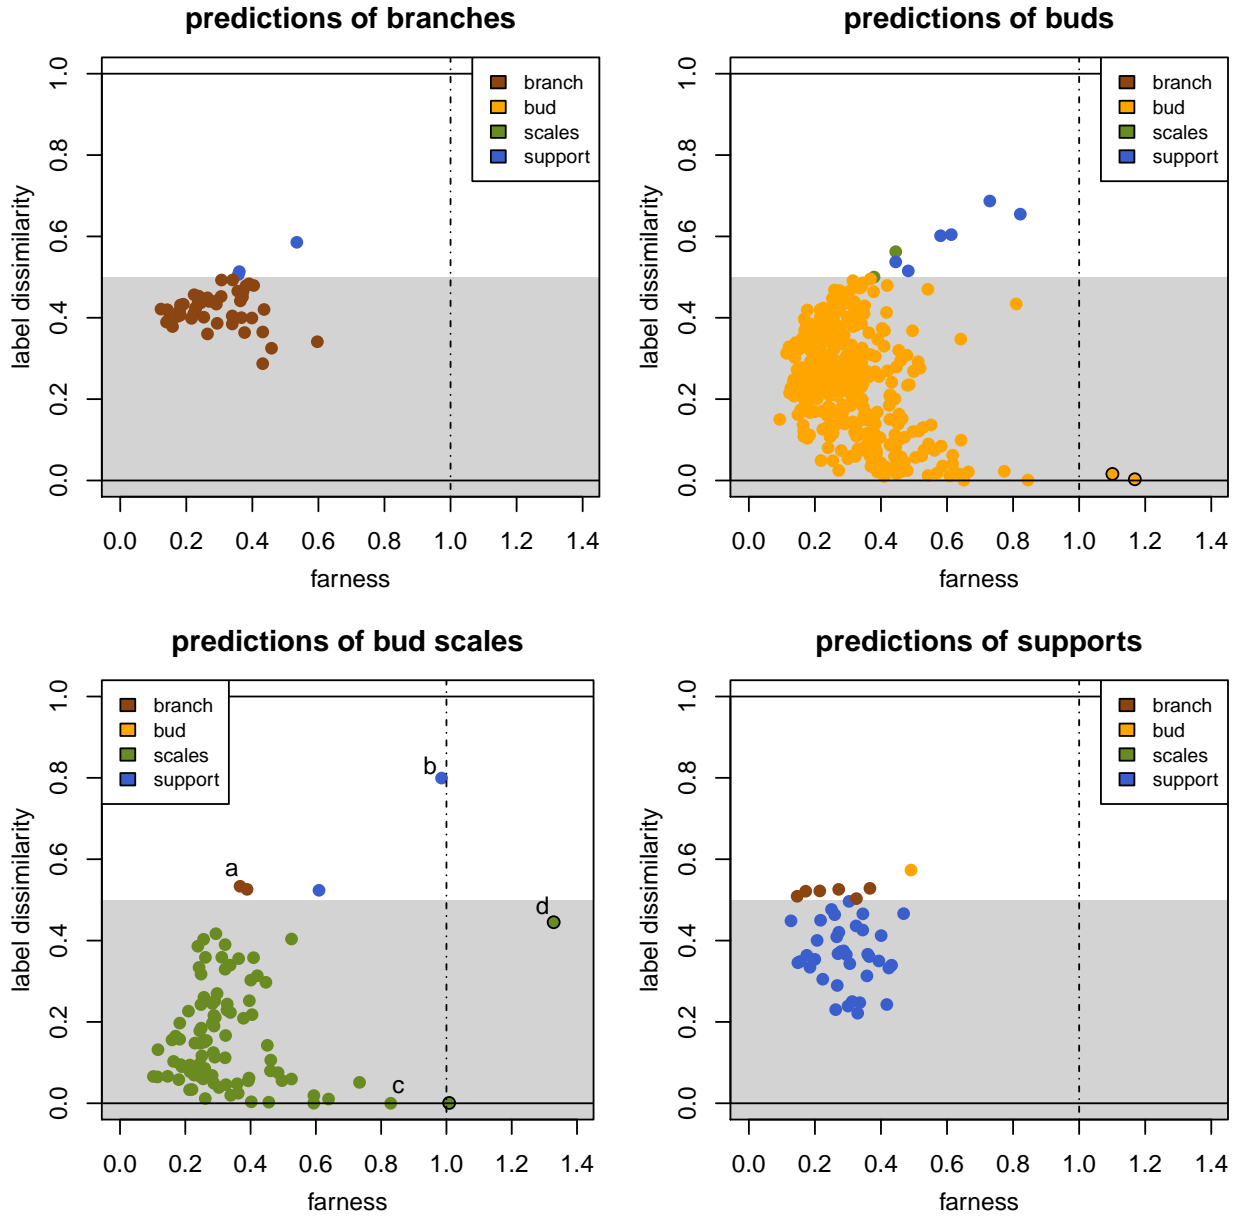 predictions of branches
label dissimilarity
1.0
0.8
0.6
0.4
0.2
0.0
branch
bud
scales
support
0.0 0.2 0.4 0.6 0.8 1.0 1.2 1.4
farness
predictions of buds
label dissimilarity
1.0
0.8
0.6
0.4
0.2
0.0
branch
bud
scales
support
0.0 0.2 0.4 0.6 0.8 1.0 1.2 1.4
farness
predictions of bud scales
label dissimilarity
1.0
0.8
0.6
0.4
0.2
0.0
branch
bud
scales
support
b
a
d
c
0.0 0.2 0.4 0.6 0.8 1.0 1.2 1.4
farness
predictions of supports
label dissimilarity
1.0
0.8
0.6
0.4
0.2
0.0
branch
bud
scales
support
0.0 0.2 0.4 0.6 0.8 1.0 1.2 1.4
farness